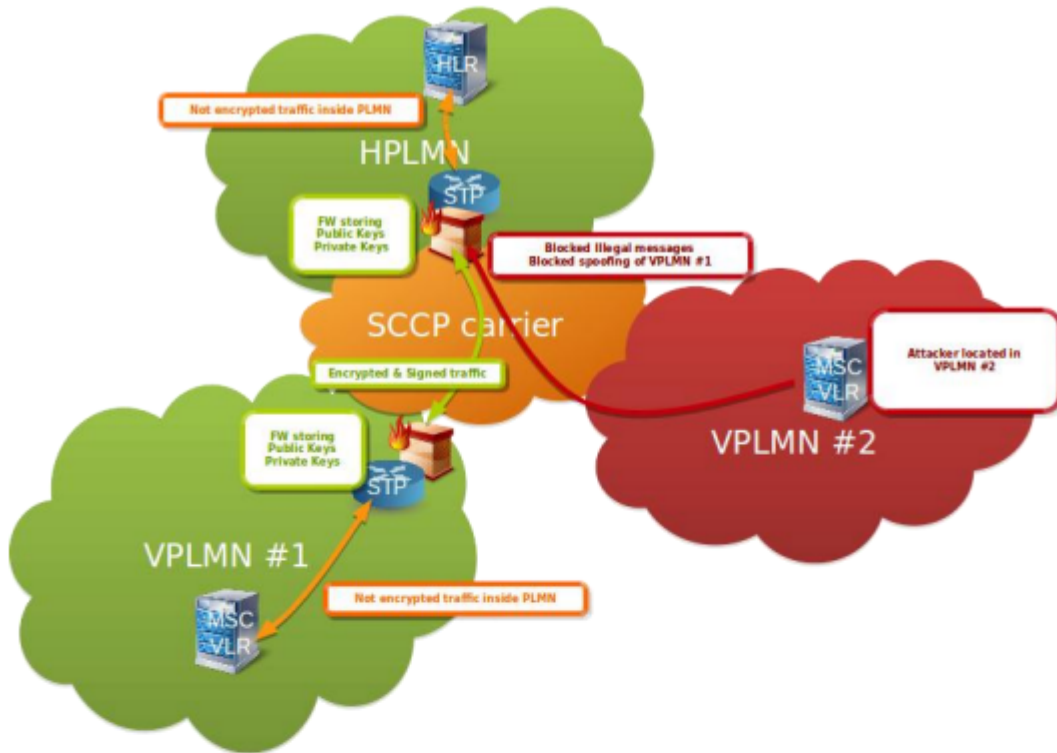 HLR
Not encrypted traffic inside PLMN
HPLMN
STP
FW storing
Public Keys
Private Keys
Blocked Illegal messages
Blocked spoofing of VPLMN #1
SCCP carrier
Attacker located in
VPLMN #2
MSC
VLR
Encrypted & Signed traffic
VPLMN #2
FW storing
Public Keys
Private Keys
STP
VPLMN #1
Not encrypted traffic inside PLMN
MSC
VLR